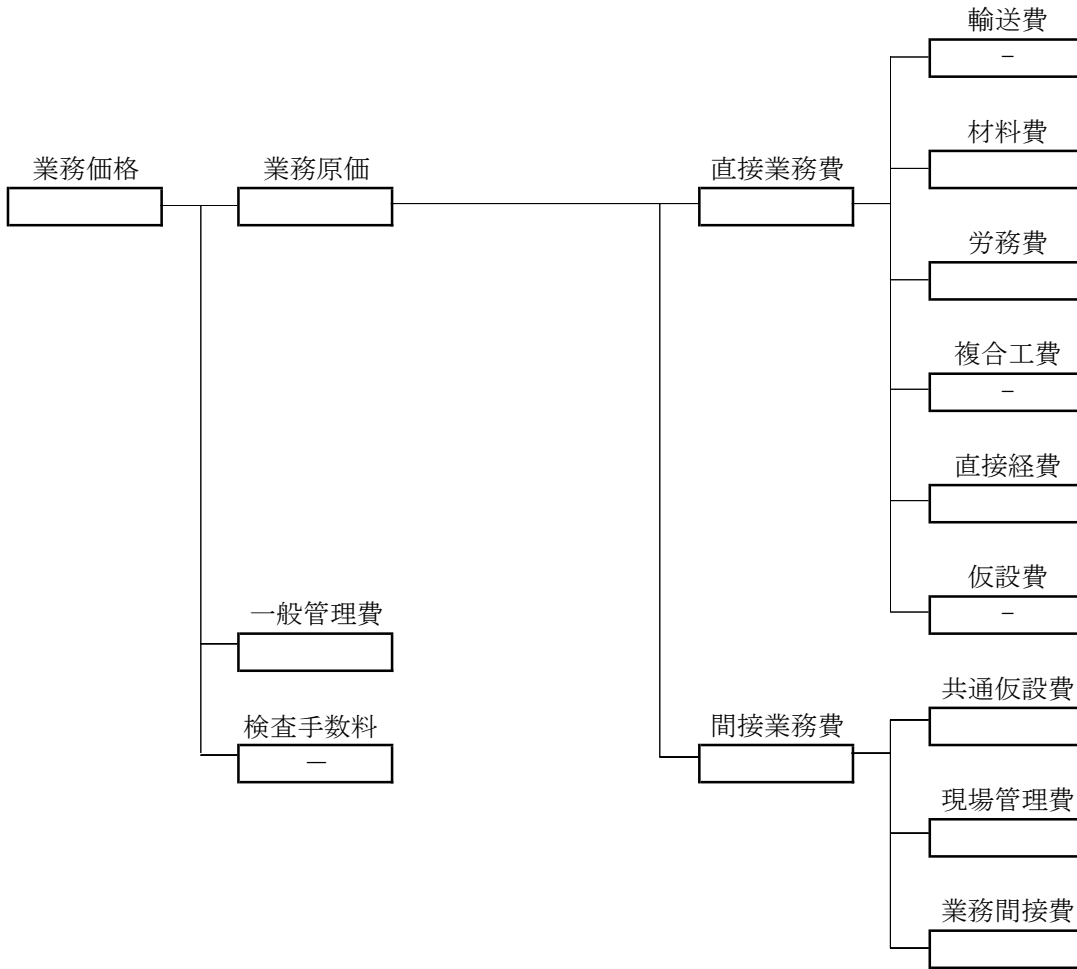 輸送費
－
材料費
業務価格
業務原価
直接業務費
労務費
複合工費
－
直接経費
仮設費
－
一般管理費
共通仮設費
検査手数料
－
間接業務費
現場管理費
業務間接費